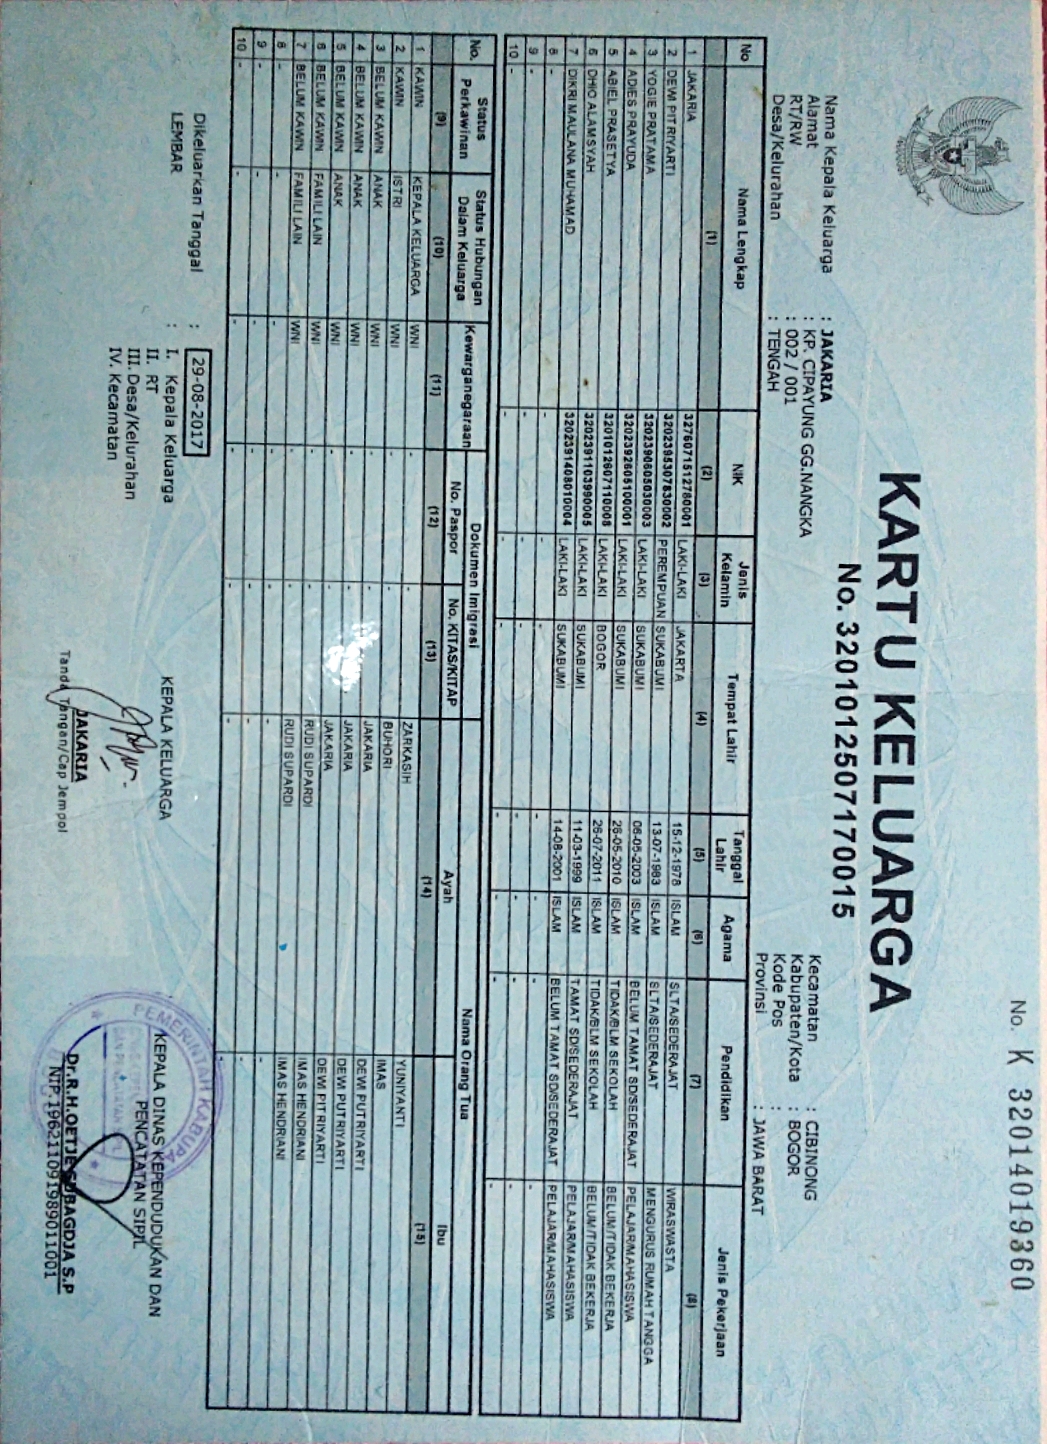 No. K 32014019360
KARTU KELUARGA
No. 3201012507170015
Nama Kepala Keluarga : JAKARIA
Alamat : KP. CIPAYUNG GG.NANGKA
RT/RW : 002 / 001
Desa/Kelurahan : TENGAH
Kecamatan : CIBINONG
Kabupaten/Kota : BOGOR
Kode Pos :
Provinsi : JAWA BARAT
No Nama Lengkap NIK Jenis Kelamin Tempat Lahir Tanggal Lahir Agama Pendidikan Jenis Pekerjaan
(1) (2) (3) (4) (5) (6) (7) (8)
1 JAKARIA 3276071512780001 LAKI-LAKI JAKARTA 15-12-1978 ISLAM SLTA/SEDERAJAT WIRASWASTA
2 DEWI PITRIYARTI 3202395307830002 PEREMPUAN SUKABUMI 13-07-1983 ISLAM SLTA/SEDERAJAT MENGURUS RUMAH TANGGA
3 YOGIE PRATAMA 3202390605030003 LAKI-LAKI SUKABUMI 06-05-2003 ISLAM BELUM TAMAT SD/SEDERAJAT PELAJAR/MAHASISWA
4 ADIES PRAYUDA 3202392605100001 LAKI-LAKI SUKABUMI 26-05-2010 ISLAM TIDAK/BLM SEKOLAH BELUM/TIDAK BEKERJA
5 ABIEL PRASETYA 3201012607110008 LAKI-LAKI BOGOR 26-07-2011 ISLAM TIDAK/BLM SEKOLAH BELUM/TIDAK BEKERJA
6 DHIO ALAMSYAH 3202391103990005 LAKI-LAKI SUKABUMI 11-03-1999 ISLAM TAMAT SD/SEDERAJAT PELAJAR/MAHASISWA
7 DIKRI MAULANA MUHAMAD 3202391408010004 LAKI-LAKI SUKABUMI 14-08-2001 ISLAM BELUM TAMAT SD/SEDERAJAT PELAJAR/MAHASISWA
8 - - - - - - - -
9 - - - - - - - -
10 - - - - - - - -
No. Status Perkawinan Status Hubungan Dalam Keluarga Kewarganegaraan Dokumen Imigrasi Nama Orang Tua
No. Paspor No. KITAS/KITAP Ayah Ibu
(9) (10) (11) (12) (13) (14) (15)
1 KAWIN KEPALA KELUARGA WNI - - ZARKASIH YUNIYANTI
2 KAWIN ISTRI WNI - - BUHORI IMAS
3 BELUM KAWIN ANAK WNI - - JAKARIA DEWI PUTRIYARTI
4 BELUM KAWIN ANAK WNI - - JAKARIA DEWI PUTRIYARTI
5 BELUM KAWIN ANAK WNI - - JAKARIA DEWI PITRIYARTI
6 BELUM KAWIN FAMILI LAIN WNI - - RUDI SUPARDI IMAS HENDRIANI
7 BELUM KAWIN FAMILI LAIN WNI - - RUDI SUPARDI IMAS HENDRIANI
8 - - - - - - -
9 - - - - - - -
10 - - - - - - -
Dikeluarkan Tanggal : 29-08-2017
LEMBAR : I. Kepala Keluarga
II. RT
III. Desa/Kelurahan
IV. Kecamatan
KEPALA KELUARGA
JAKARIA
Tanda Tangan/Cap Jempol
KEPALA DINAS KEPENDUDUKAN DAN
PENCATATAN SIPIL
Dr.R.H.OETJE SUBAGDJA S.P
NIP.196211091989011001
PEMERINTAH KABUPA